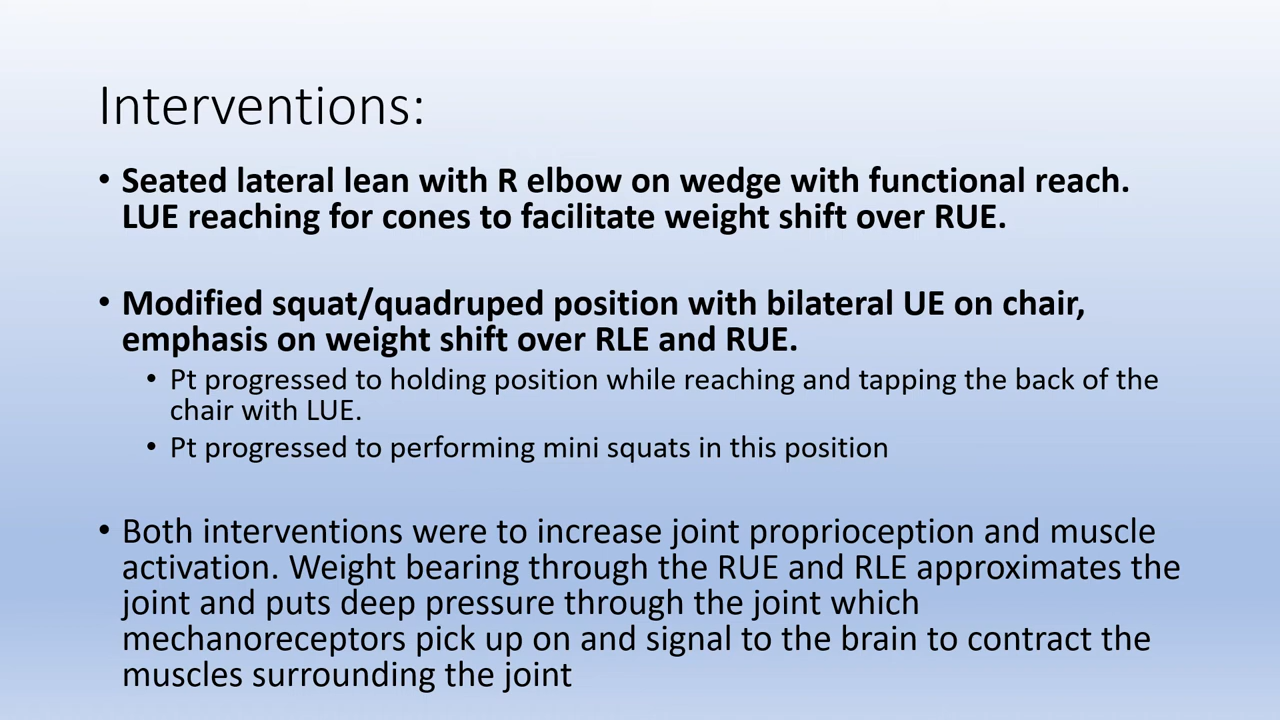 Interventions:
• Seated lateral lean with R elbow on wedge with functional reach.
LUE reaching for cones to facilitate weight shift over RUE.
• Modified squat/quadruped position with bilateral UE on chair,
emphasis on weight shift over RLE and RUE.
• Pt progressed to holding position while reaching and tapping the back of the
chair with LUE.
• Pt progressed to performing mini squats in this position
• Both interventions were to increase joint proprioception and muscle
activation. Weight bearing through the RUE and RLE approximates the
joint and puts deep pressure through the joint which
mechanoreceptors pick up on and signal to the brain to contract the
muscles surrounding the joint